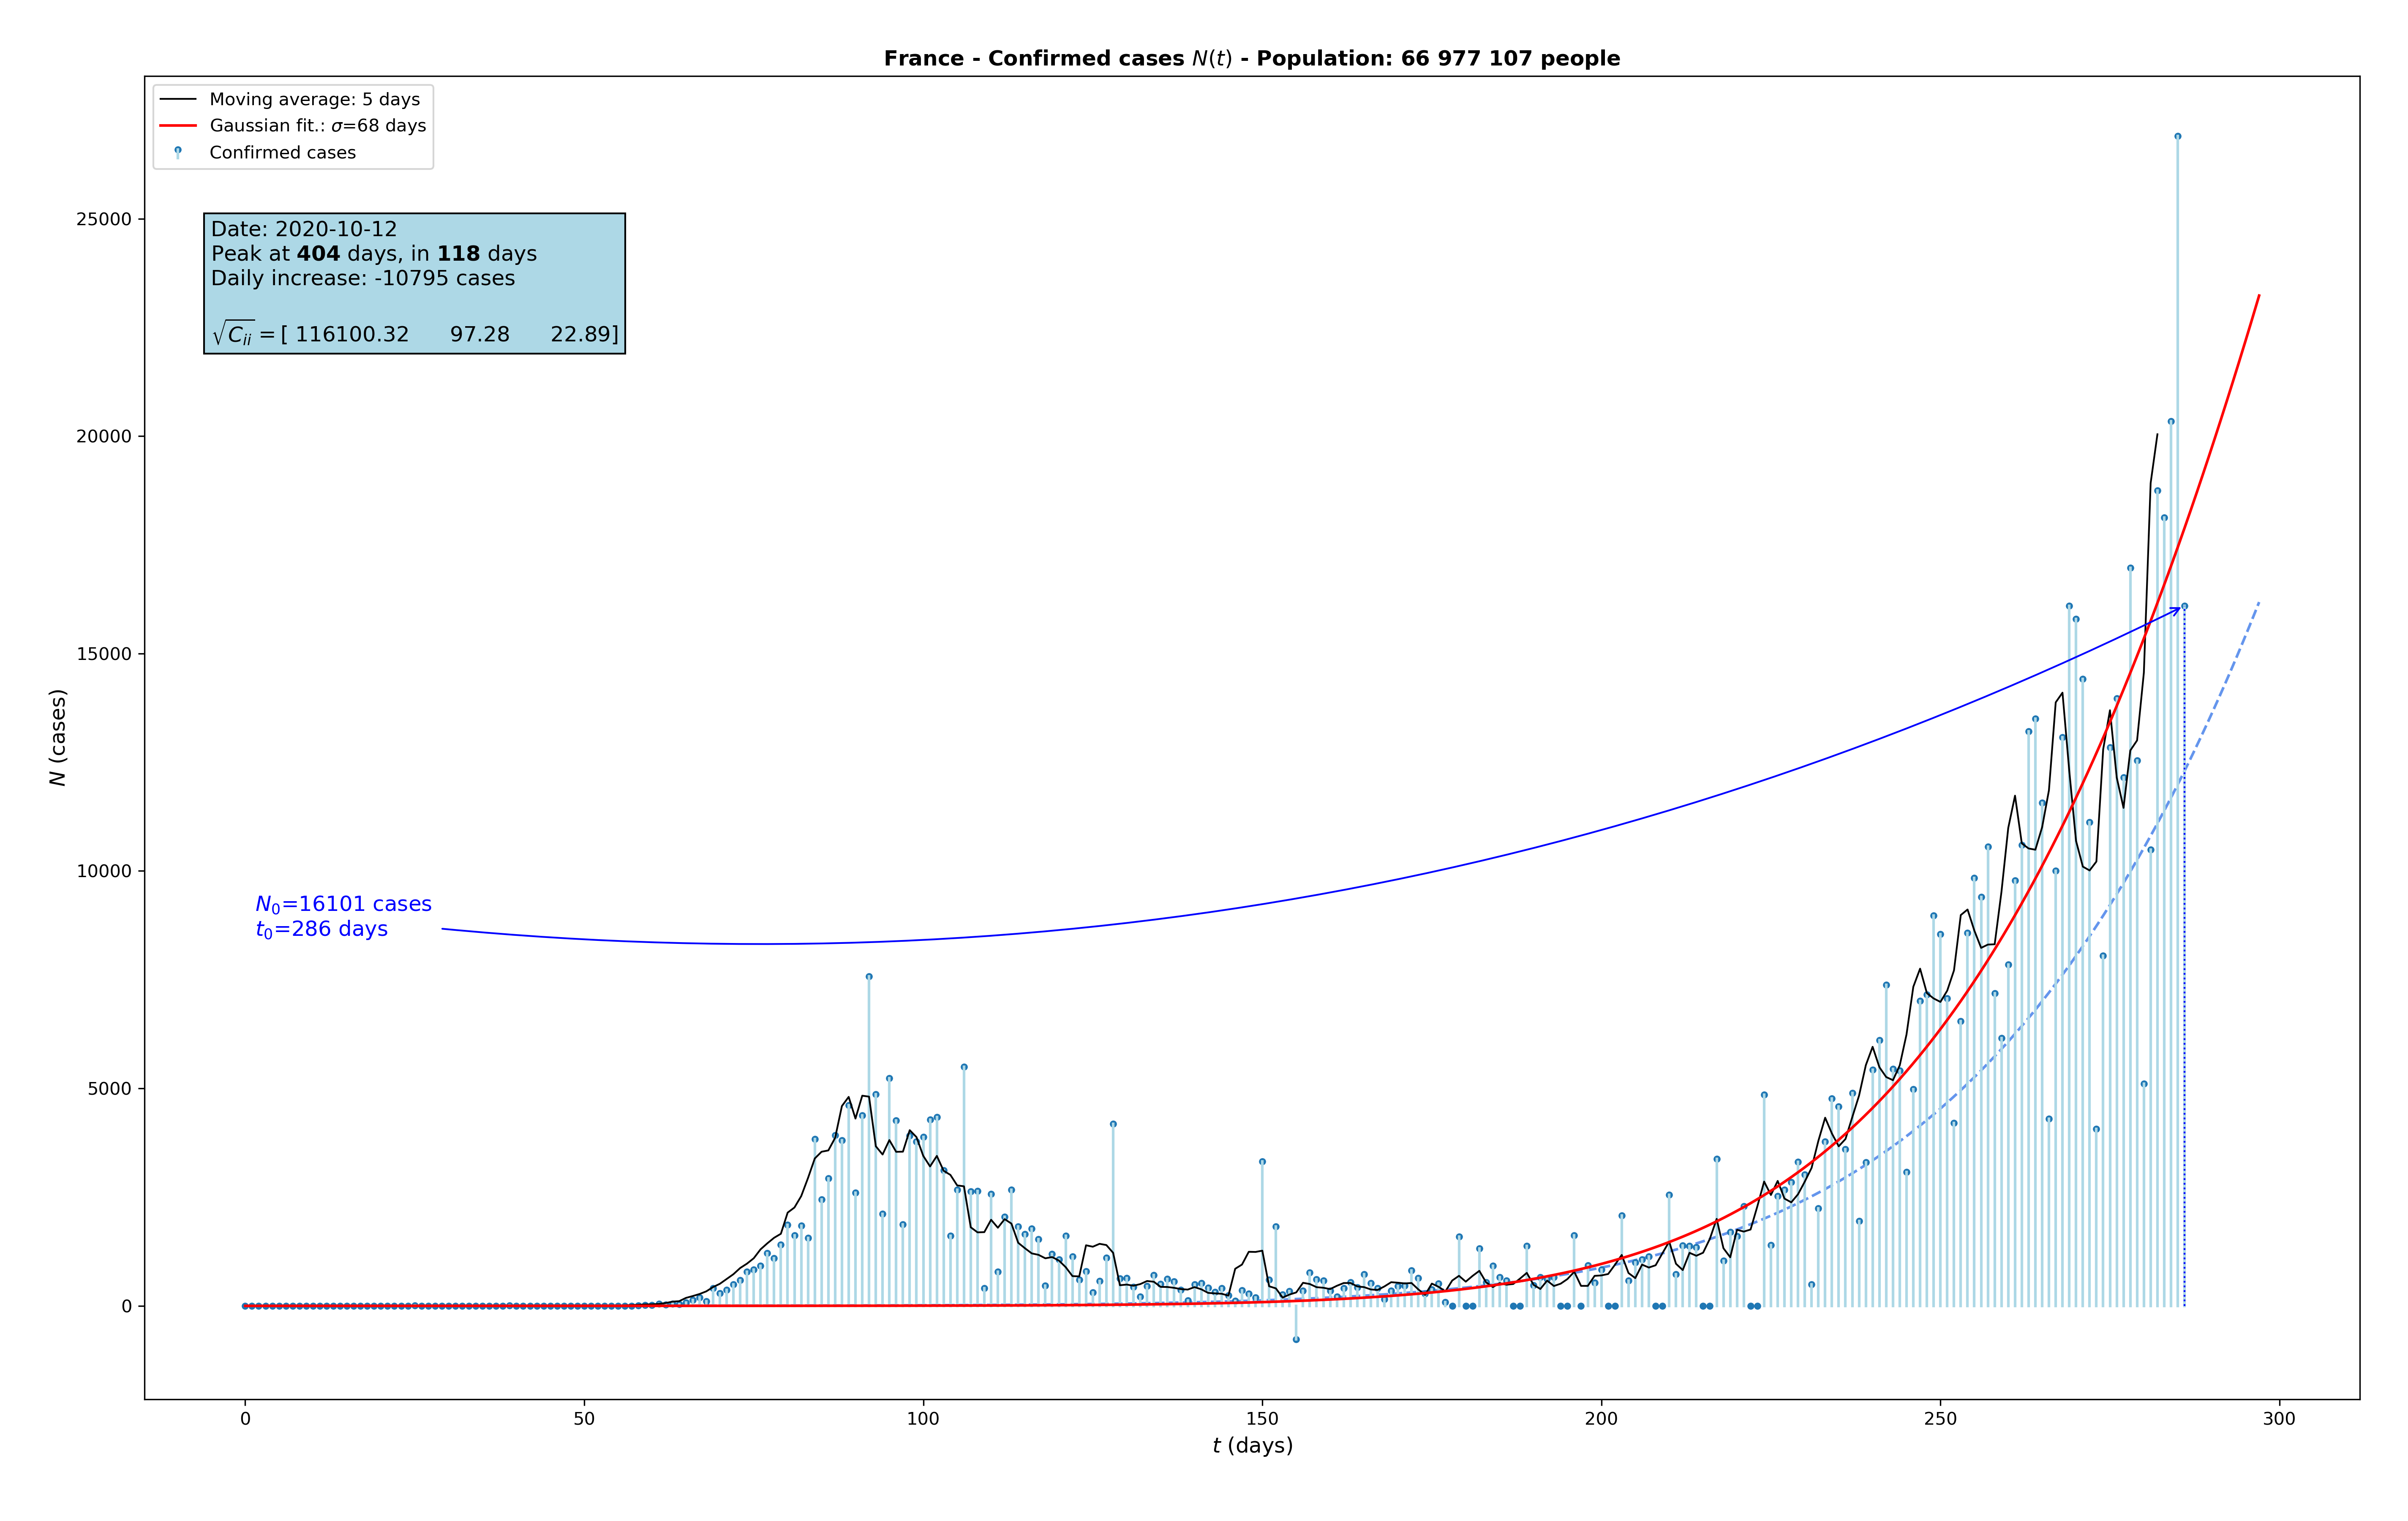 France - Confirmed cases N(t) - Population: 66 977 107 people
Moving average: 5 days
Gaussian fit.: σ=68 days
Confirmed cases
Date: 2020-10-12
Peak at 404 days, in 118 days
Daily increase: -10795 cases
√Cᵢᵢ = [ 116100.32 97.28 22.89]
N₀=16101 cases
t₀=286 days
N (cases)
25000
20000
15000
10000
5000
0
0 50 100 150 200 250 300
t (days)